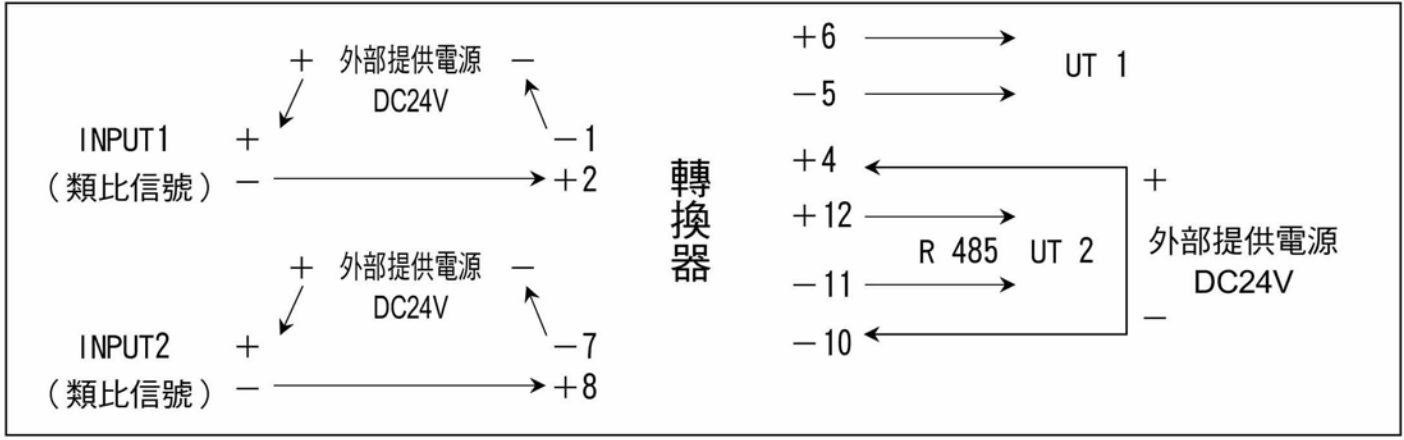 + 外部提供電源 -
DC24V
INPUT1 + -1
(類比信號) - +2
+ 外部提供電源 -
DC24V
INPUT2 + -7
(類比信號) - +8
轉換器
+6
UT 1
-5
+4
+
+12
R 485 UT 2
外部提供電源
DC24V
-11
-
-10